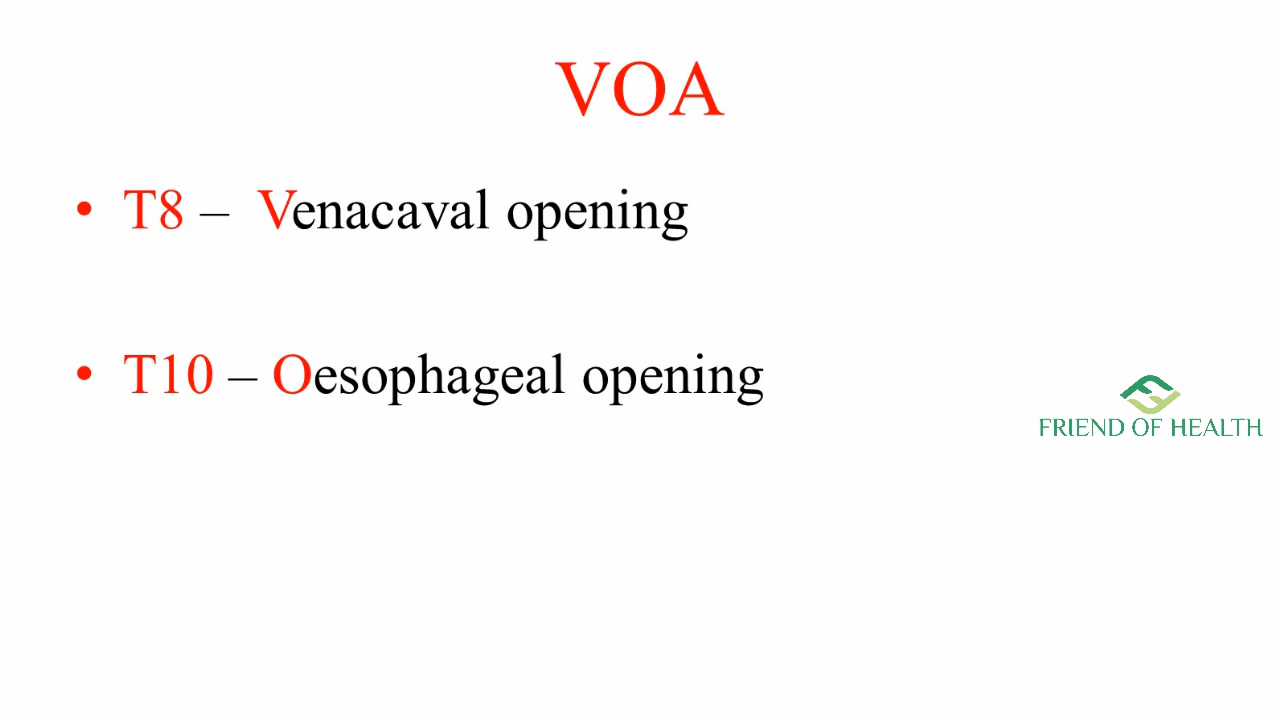 VOA
• T8 – Venacaval opening
• T10 – Oesophageal opening
FRIEND OF HEALTH